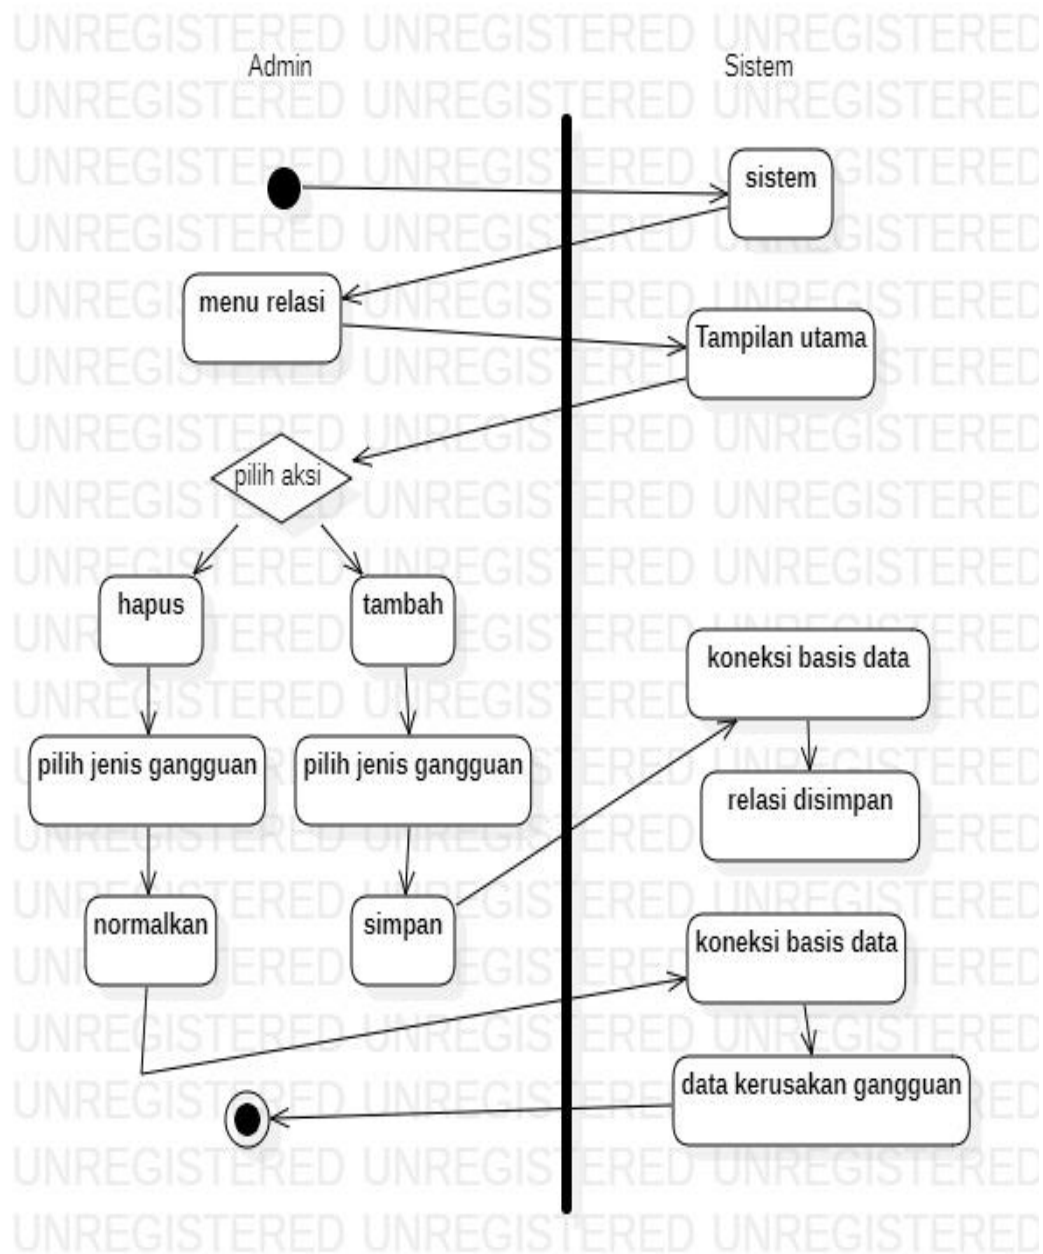 UNREGISTERED UNREGISTERED UNREGISTERED
Admin
Sistem
sistem
menu relasi
Tampilan utama
pilih aksi
hapus
tambah
koneksi basis data
pilih jenis gangguan
pilih jenis gangguan
relasi disimpan
normalkan
simpan
koneksi basis data
data kerusakan gangguan